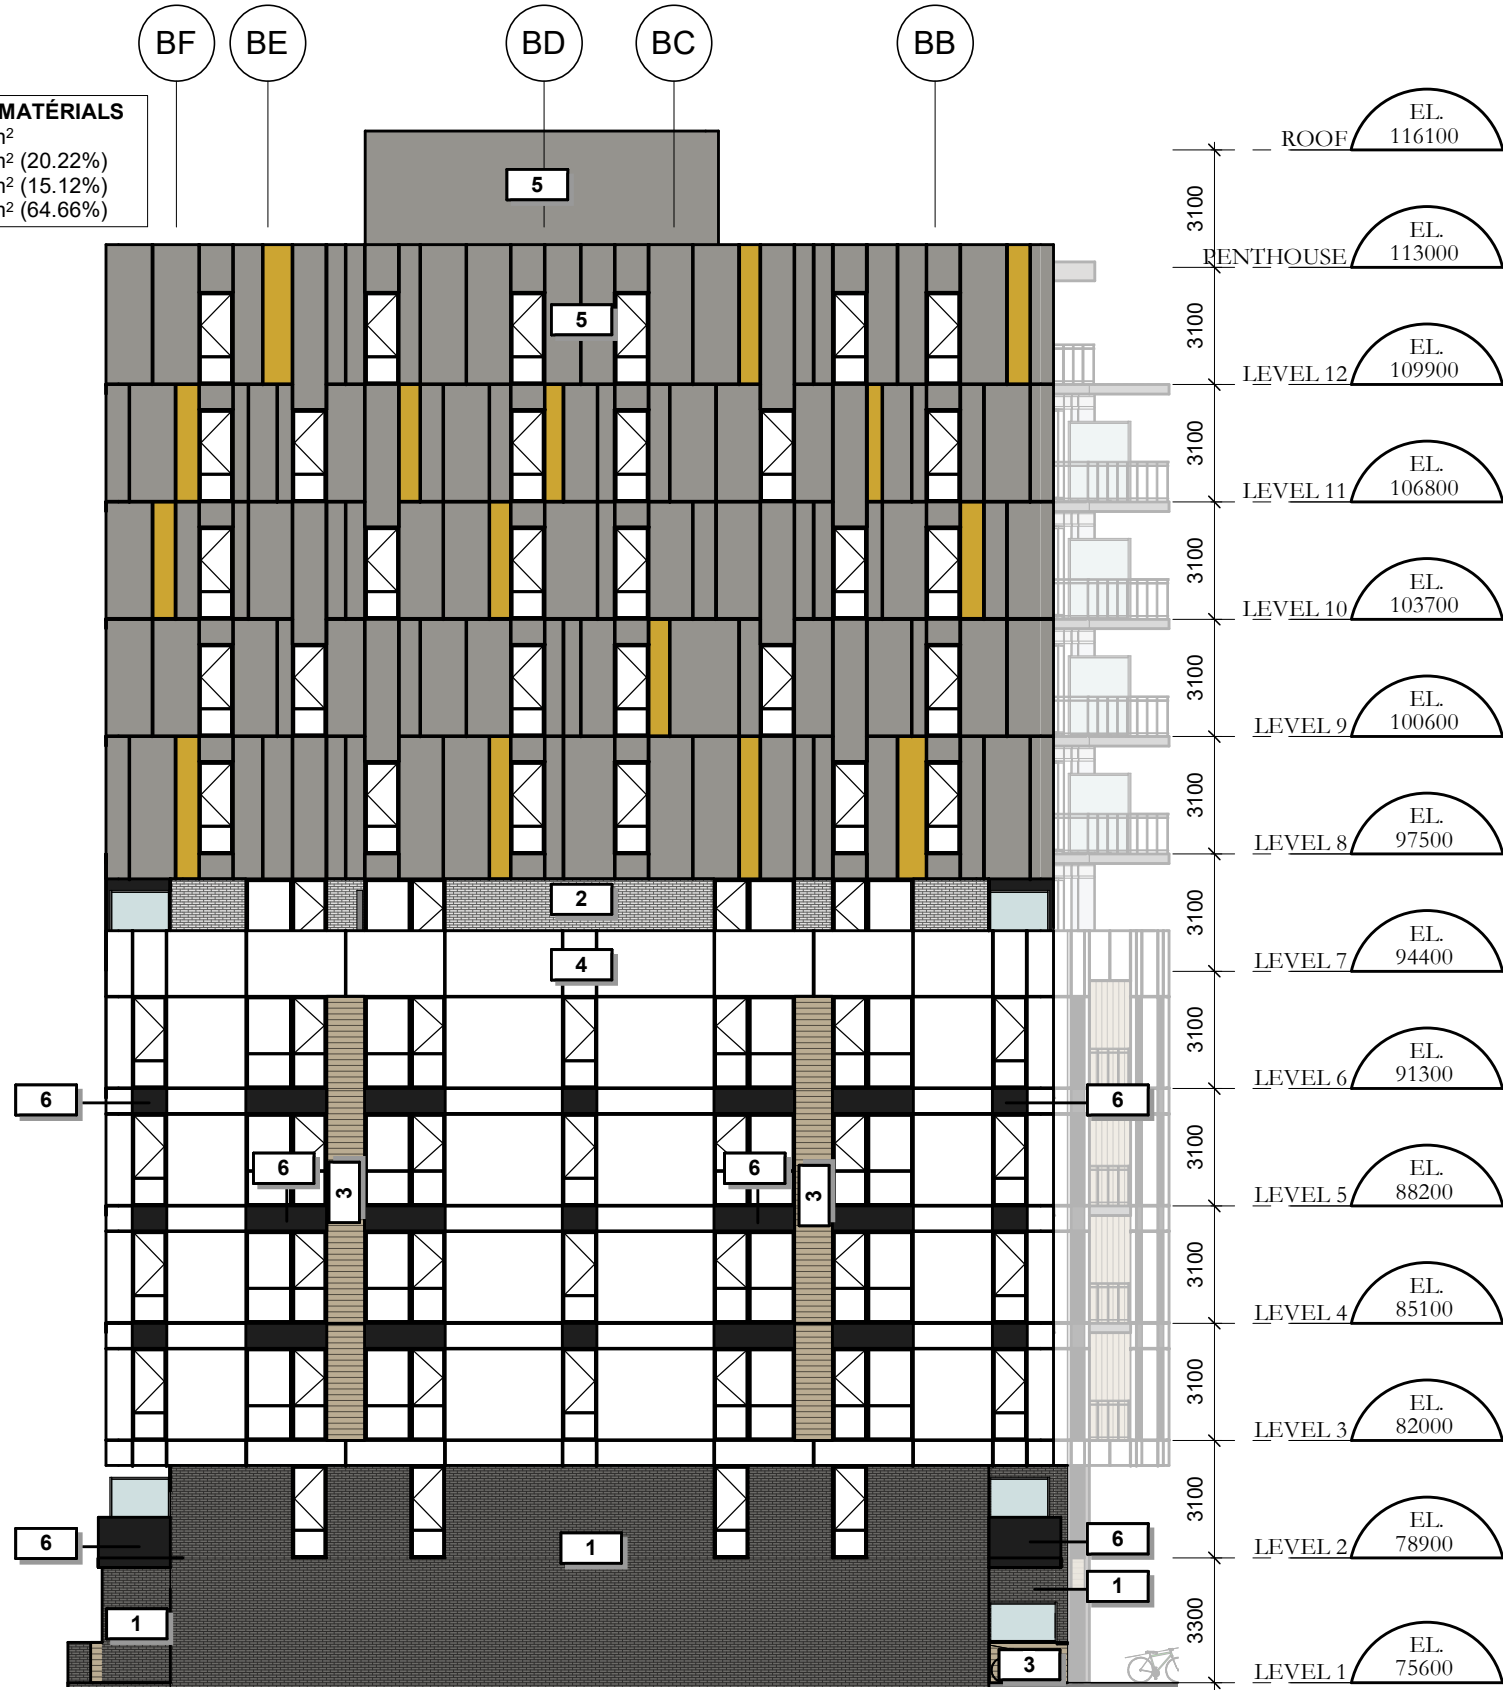 BF BE BD BC BB
MATÉRIALS
m²
m² (20.22%)
m² (15.12%)
m² (64.66%)
ROOF EL. 116100
5
3100
PENTHOUSE EL. 113000
5
3100
LEVEL 12 EL. 109900
3100
LEVEL 11 EL. 106800
3100
LEVEL 10 EL. 103700
3100
LEVEL 9 EL. 100600
3100
LEVEL 8 EL. 97500
2
3100
4
LEVEL 7 EL. 94400
3100
LEVEL 6 EL. 91300
6 6
3100
6 3 6 3
LEVEL 5 EL. 88200
3100
LEVEL 4 EL. 85100
3100
LEVEL 3 EL. 82000
3100
6 1 6
LEVEL 2 EL. 78900
1
1
3300
3
LEVEL 1 EL. 75600